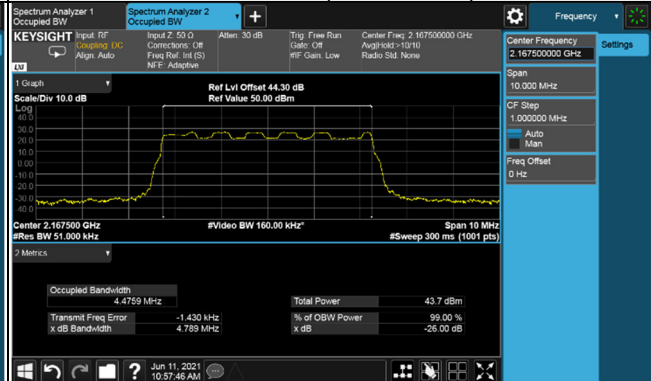 Spectrum Analyzer 1
Occupied BW
Spectrum Analyzer 2
Occupied BW
Frequency
KEYSIGHT
Input: RF
Coupling: DC
Align: Auto
Input Z: 50 Ω
Corrections: Off
Freq Ref: Int (S)
NFE: Adaptive
Atten: 30 dB
Trig: Free Run
Gate: Off
#IF Gain: Low
Center Freq: 2.167500000 GHz
Avg|Hold:>10/10
Radio Std: None
LXI
Center Frequency
2.167500000 GHz
Settings
Span
10.000 MHz
CF Step
1.000000 MHz
Auto
Man
Freq Offset
0 Hz
1 Graph
Scale/Div 10.0 dB
Ref Lvl Offset 44.30 dB
Ref Value 50.00 dBm
Log
40.0
30.0
20.0
10.0
0.00
-10.0
-20.0
-30.0
-40.0
Center 2.167500 GHz
#Video BW 160.00 kHz*
Span 10 MHz
#Res BW 51.000 kHz
#Sweep 300 ms (1001 pts)
2 Metrics
Occupied Bandwidth
4.4759 MHz
Total Power
43.7 dBm
Transmit Freq Error
-1.430 kHz
% of OBW Power
99.00 %
x dB Bandwidth
4.789 MHz
x dB
-26.00 dB
Jun 11, 2021
10:57:46 AM